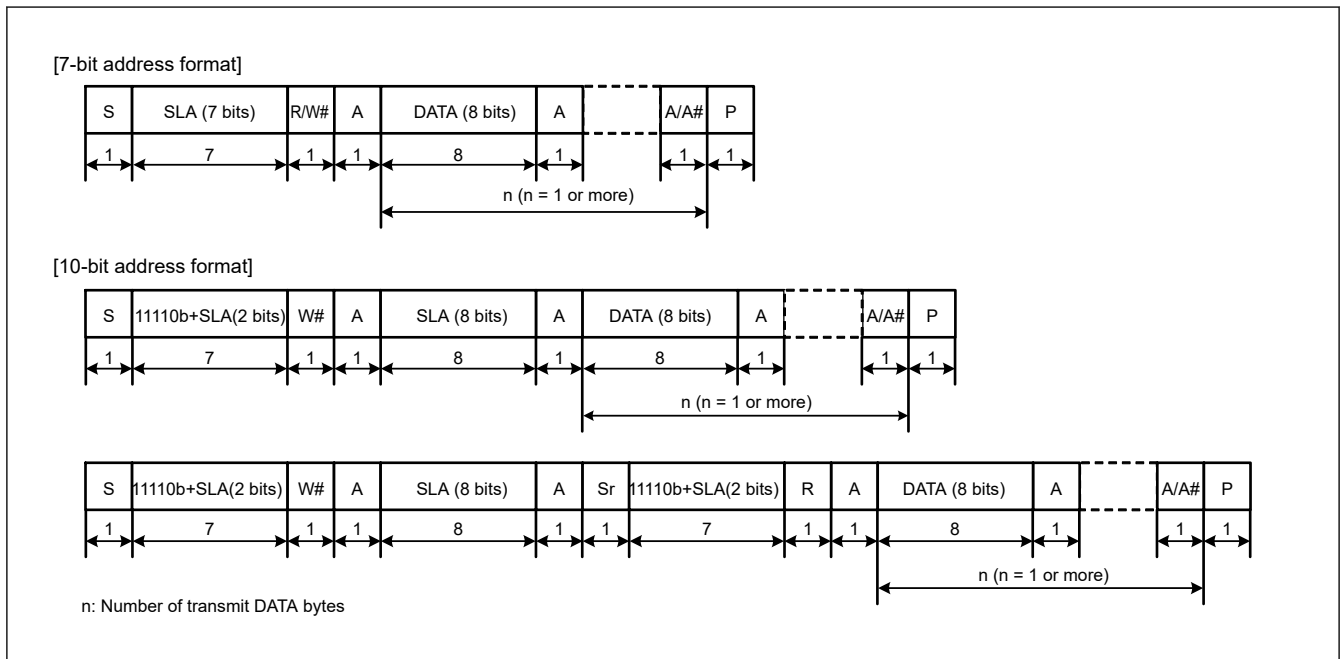 [7-bit address format]
S SLA (7 bits) R/W# A DATA (8 bits) A A/A# P
1 7 1 1 8 1 1 1
n (n = 1 or more)
[10-bit address format]
S 11110b+SLA(2 bits) W# A SLA (8 bits) A DATA (8 bits) A A/A# P
1 7 1 1 8 1 8 1 1 1
n (n = 1 or more)
S 11110b+SLA(2 bits) W# A SLA (8 bits) A Sr 11110b+SLA(2 bits) R A DATA (8 bits) A A/A# P
1 7 1 1 8 1 1 7 1 1 8 1 1 1
n (n = 1 or more)
n: Number of transmit DATA bytes